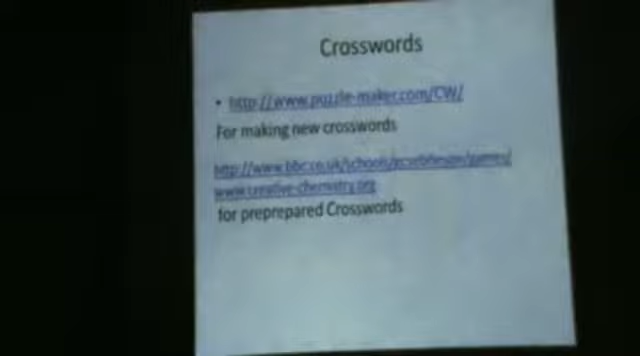 Crosswords
• http://www.puzzle-maker.com/CW/
For making new crosswords
http://www.bbc.co.uk/schools/gcsebitesize/games/
www.creative-chemistry.org
for preprepared Crosswords